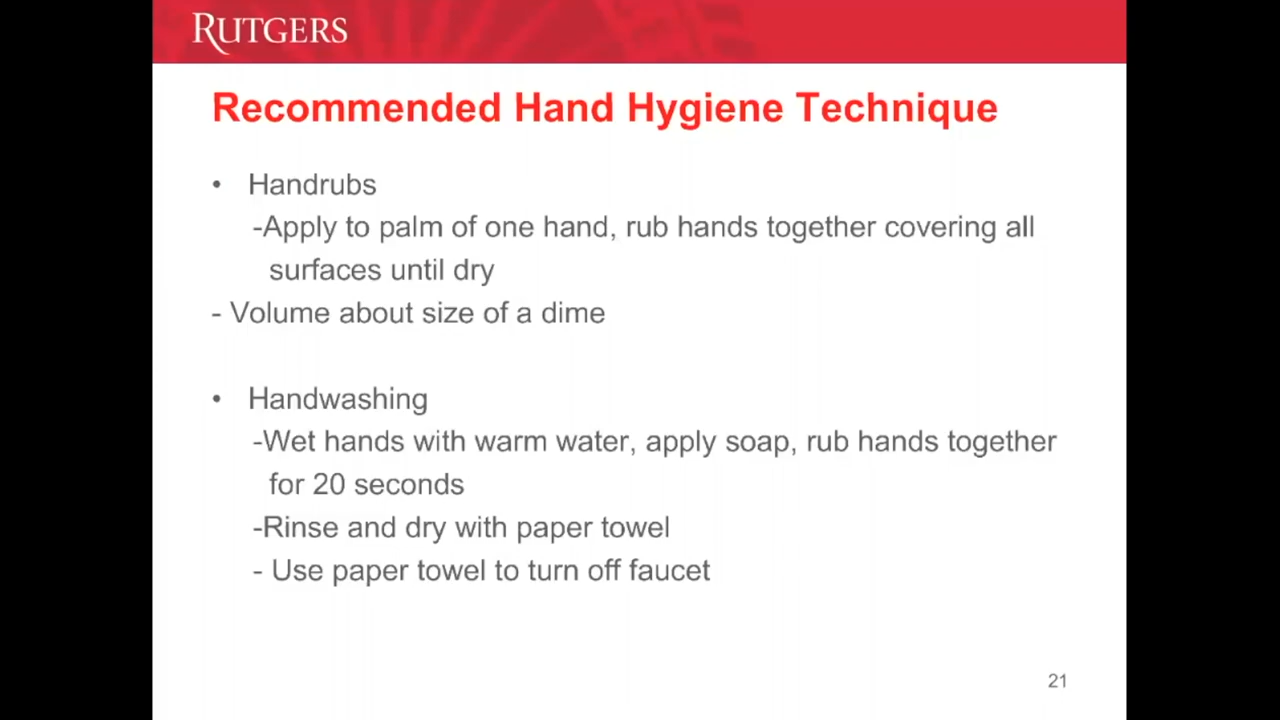 RUTGERS
Recommended Hand Hygiene Technique
• Handrubs
-Apply to palm of one hand, rub hands together covering all
surfaces until dry
- Volume about size of a dime
• Handwashing
-Wet hands with warm water, apply soap, rub hands together
for 20 seconds
-Rinse and dry with paper towel
- Use paper towel to turn off faucet
21